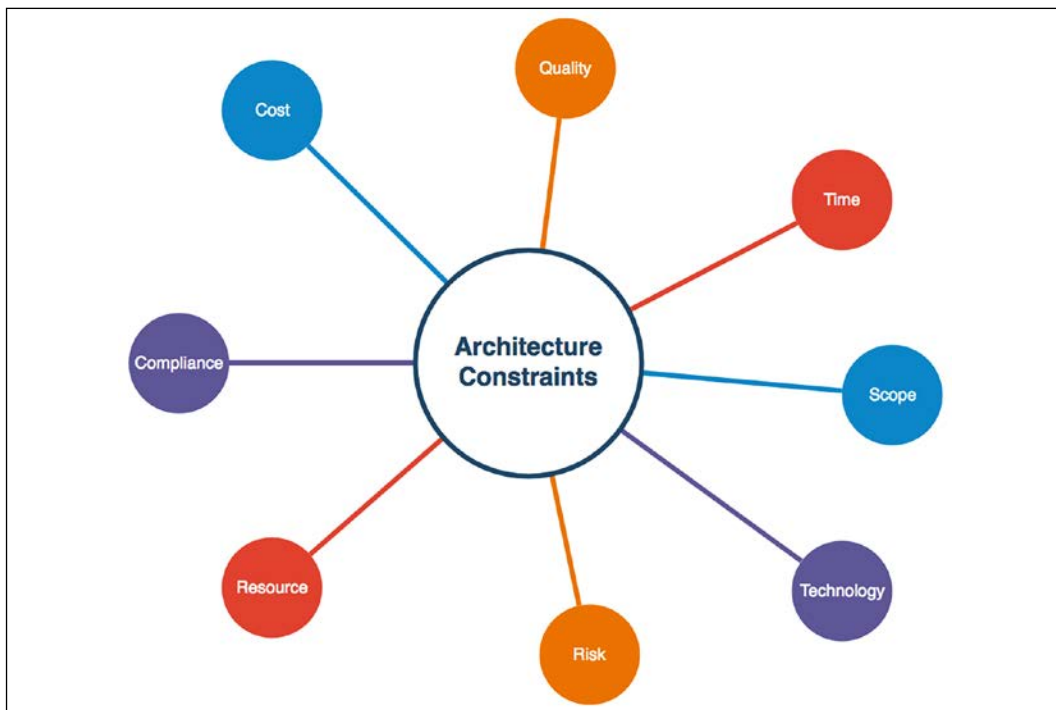 Quality
Cost
Time
Architecture
Constraints
Compliance
Scope
Resource
Technology
Risk